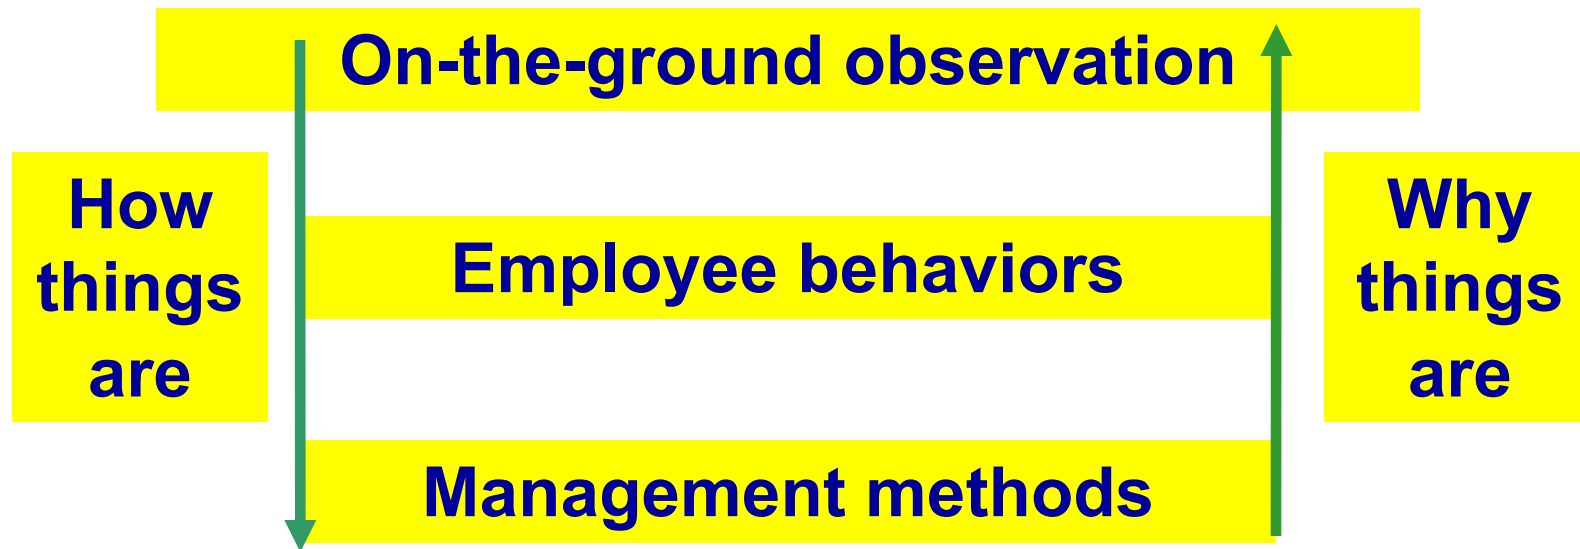 On-the-ground observation
How
things
are
Employee behaviors
Why
things
are
Management methods